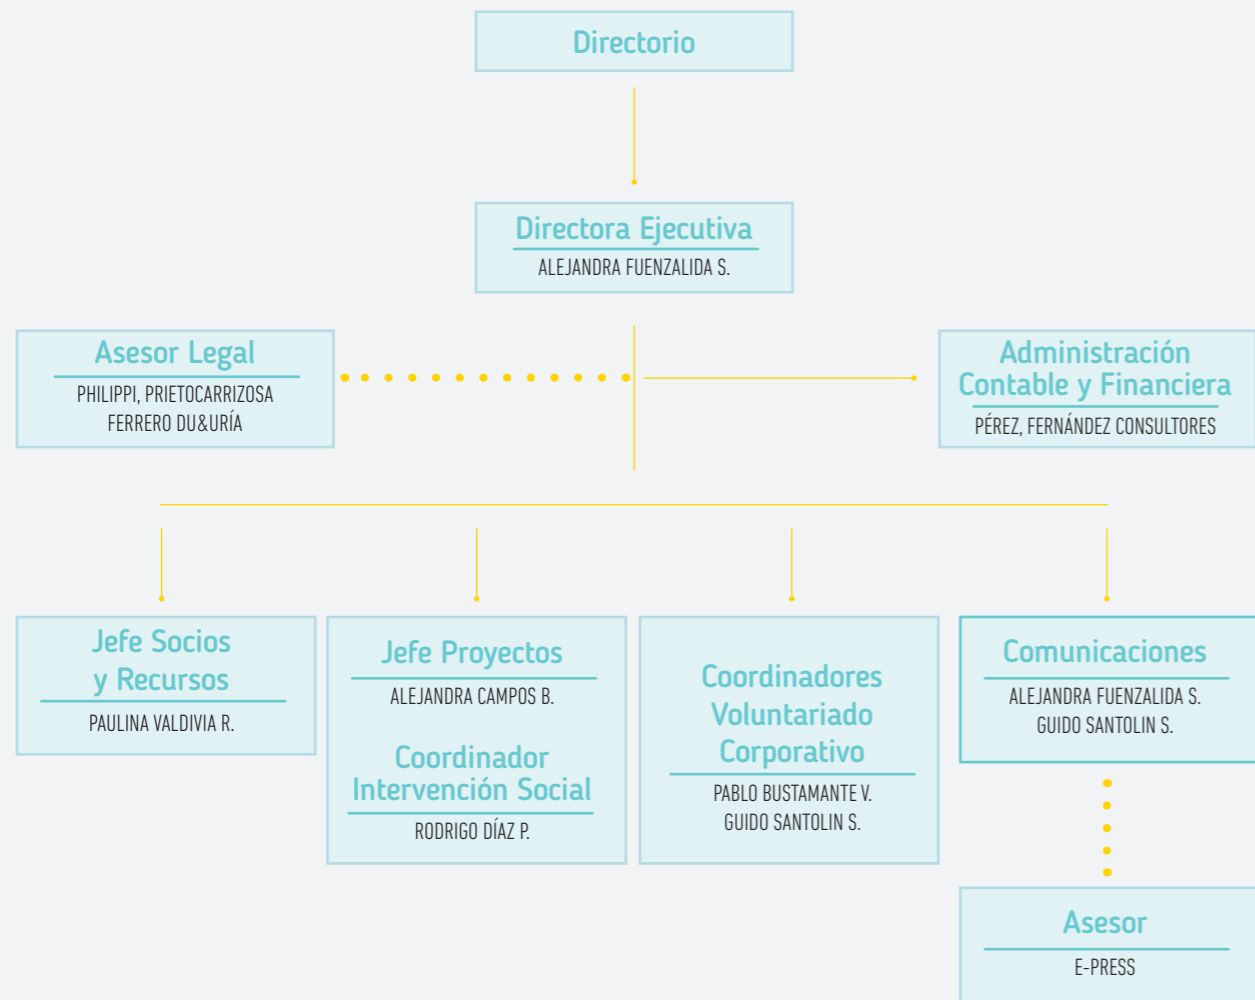 Directorio
Directora Ejecutiva
ALEJANDRA FUENZALIDA S.
Asesor Legal
PHILIPPI, PRIETOCARRIZOSA
FERRERO DU&URÍA
Administración
Contable y Financiera
PÉREZ, FERNÁNDEZ CONSULTORES
Jefe Socios
y Recursos
PAULINA VALDIVIA R.
Jefe Proyectos
ALEJANDRA CAMPOS B.
Coordinador
Intervención Social
RODRIGO DÍAZ P.
Coordinadores
Voluntariado
Corporativo
PABLO BUSTAMANTE V.
GUIDO SANTOLIN S.
Comunicaciones
ALEJANDRA FUENZALIDA S.
GUIDO SANTOLIN S.
Asesor
E-PRESS